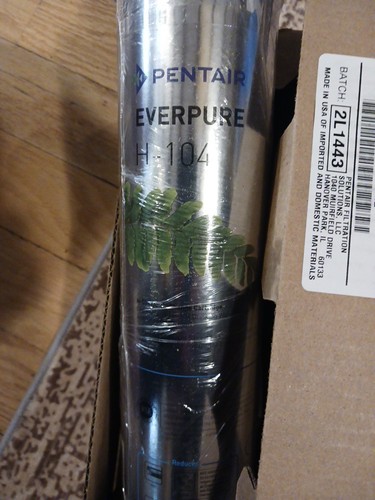 PENTAIR
EVERPURE
H-104
BATCH: 2L1443
PENTAIR FILTRATION
SOLUTIONS, LLC
1040 MUIRFIELD DRIVE
HANOVER PARK, IL 60133
MADE IN USA OF IMPORTED AND DOMESTIC MATERIALS